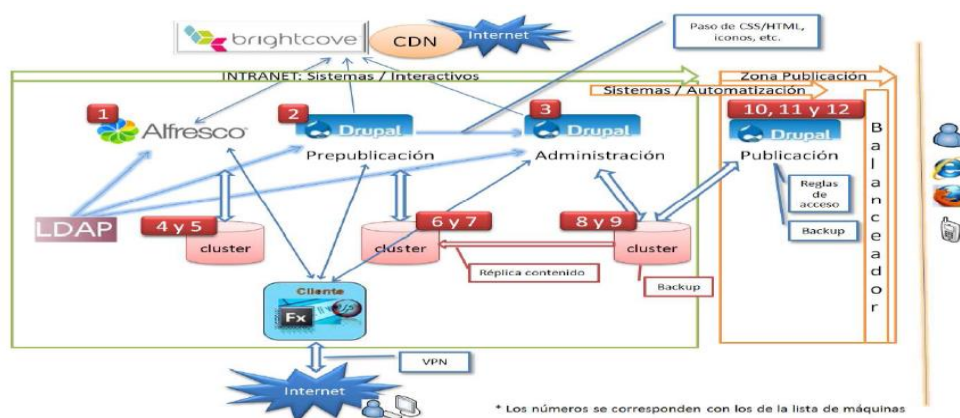 brightcove
CDN
Internet
Paso de CSS/HTML,
iconos, etc.
INTRANET: Sistemas / Interactivos
Zona Publicación
Sistemas / Automatización
1
Alfresco
2
Drupal
Prepublicación
3
Drupal
Administración
10, 11 y 12
Drupal
Publicación
Balanceador
Reglas
de
acceso
Backup
LDAP
4 y 5
cluster
6 y 7
cluster
8 y 9
cluster
Réplica contenido
Backup
Cliente
Fx
VPN
Internet
* Los números se corresponden con los de la lista de máquinas